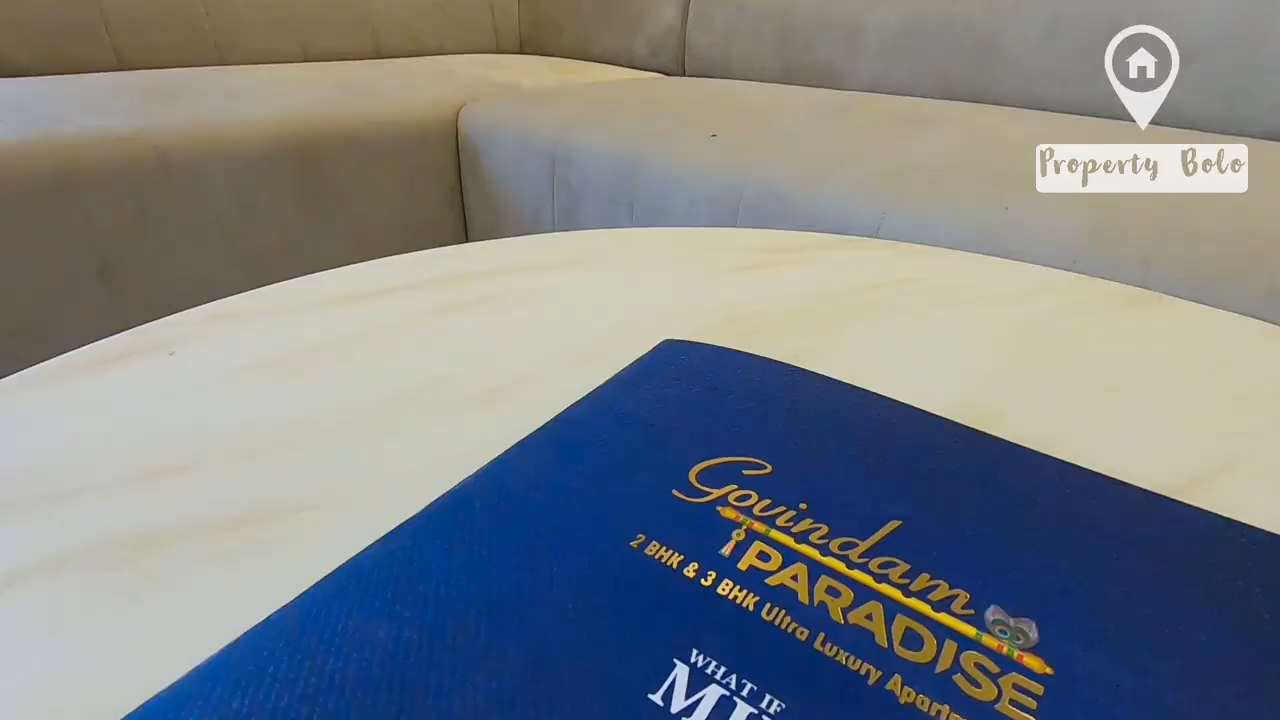 Property Bolo
Govindam
PARADISE
2 BHK & 3 BHK Ultra Luxury
WHAT IF